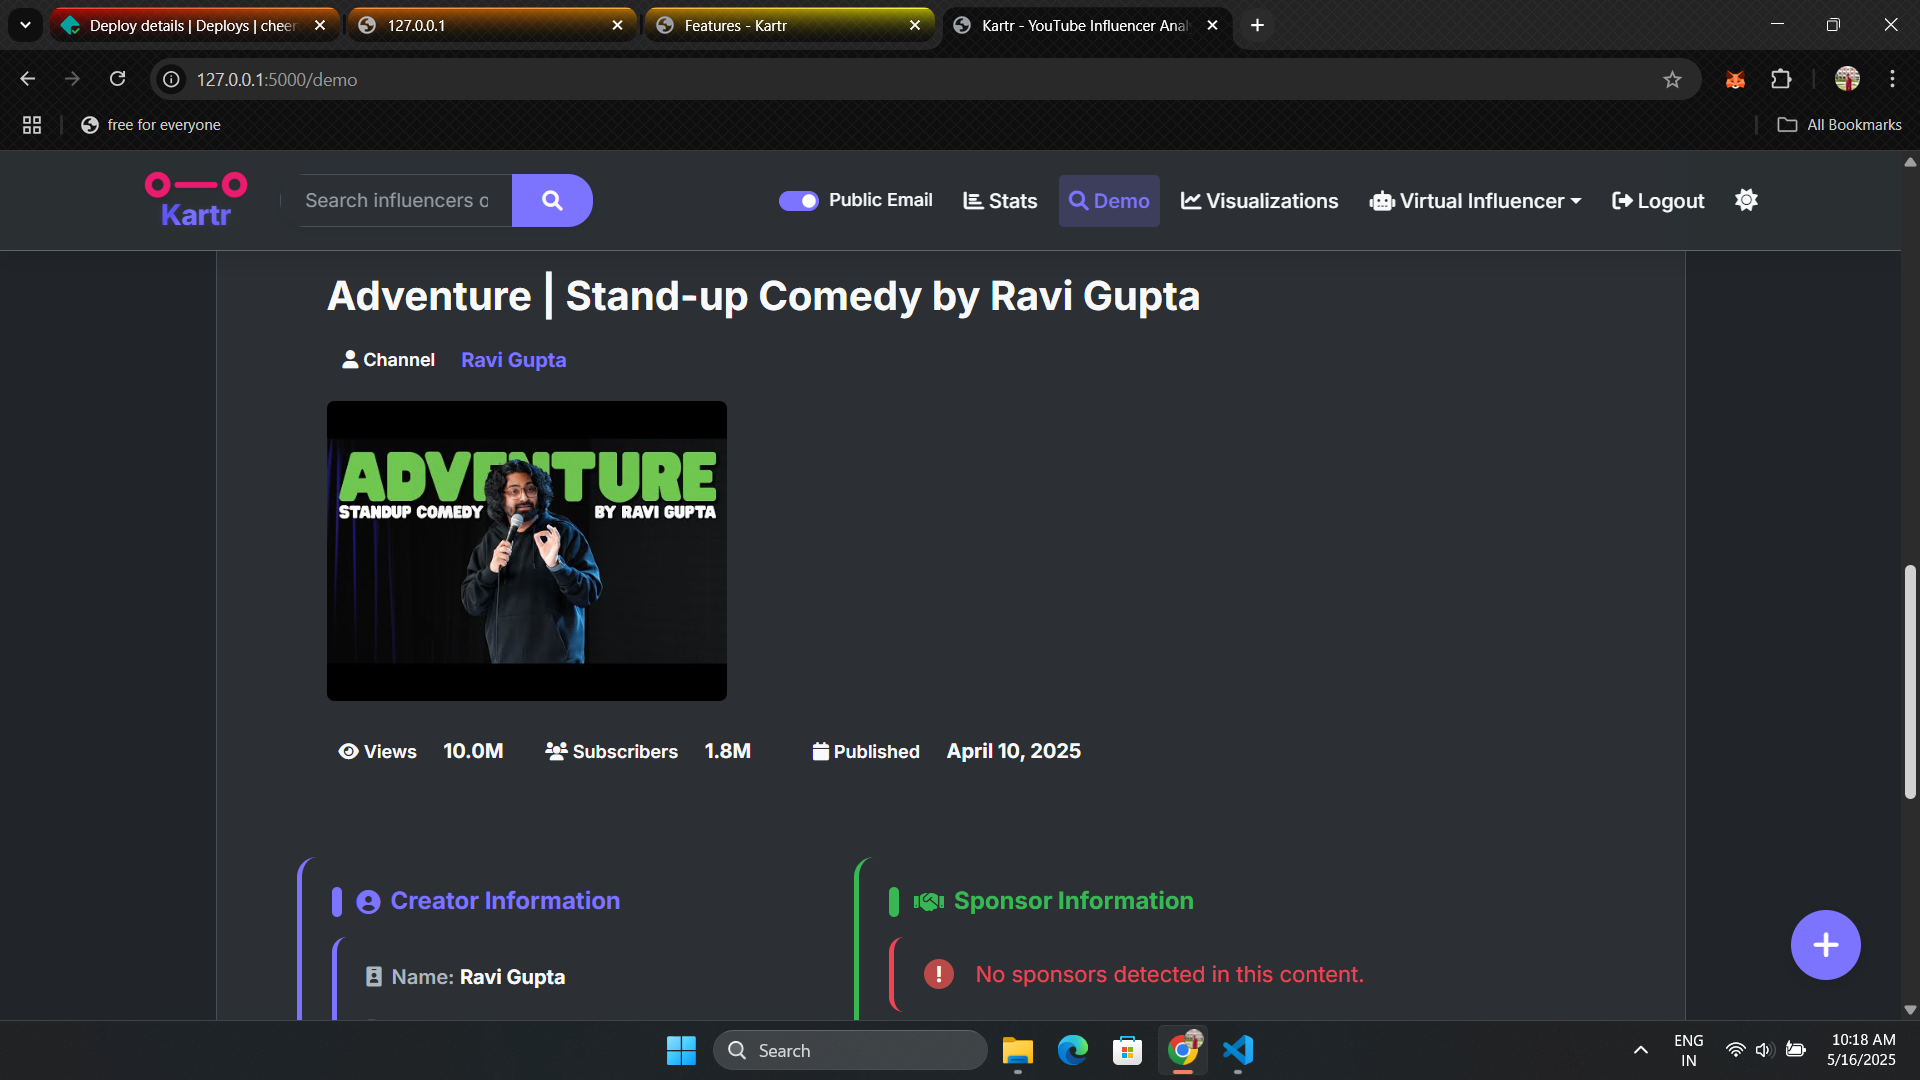 Deploy details | Deploys | cheer
127.0.0.1
Features - Kartr
Kartr - YouTube Influencer Anal
127.0.0.1:5000/demo
free for everyone
All Bookmarks
Kartr
Search influencers o
Public Email
Stats
Demo
Visualizations
Virtual Influencer
Logout
Adventure | Stand-up Comedy by Ravi Gupta
Channel Ravi Gupta
ADVENTURE
STANDUP COMEDY BY RAVI GUPTA
Views 10.0M Subscribers 1.8M Published April 10, 2025
Creator Information
Name: Ravi Gupta
Sponsor Information
No sponsors detected in this content.
Search
ENG
IN
10:18 AM
5/16/2025